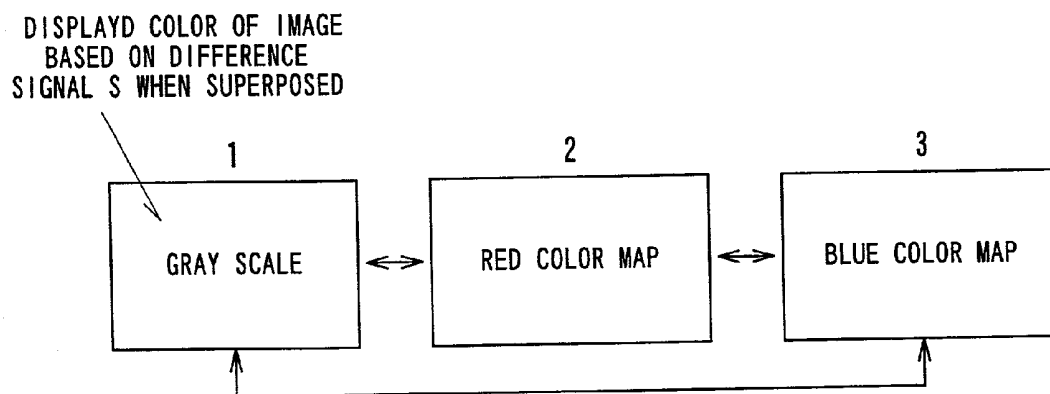 DISPLAYD COLOR OF IMAGE
BASED ON DIFFERENCE
SIGNAL S WHEN SUPERPOSED
1
2
3
GRAY SCALE
RED COLOR MAP
BLUE COLOR MAP